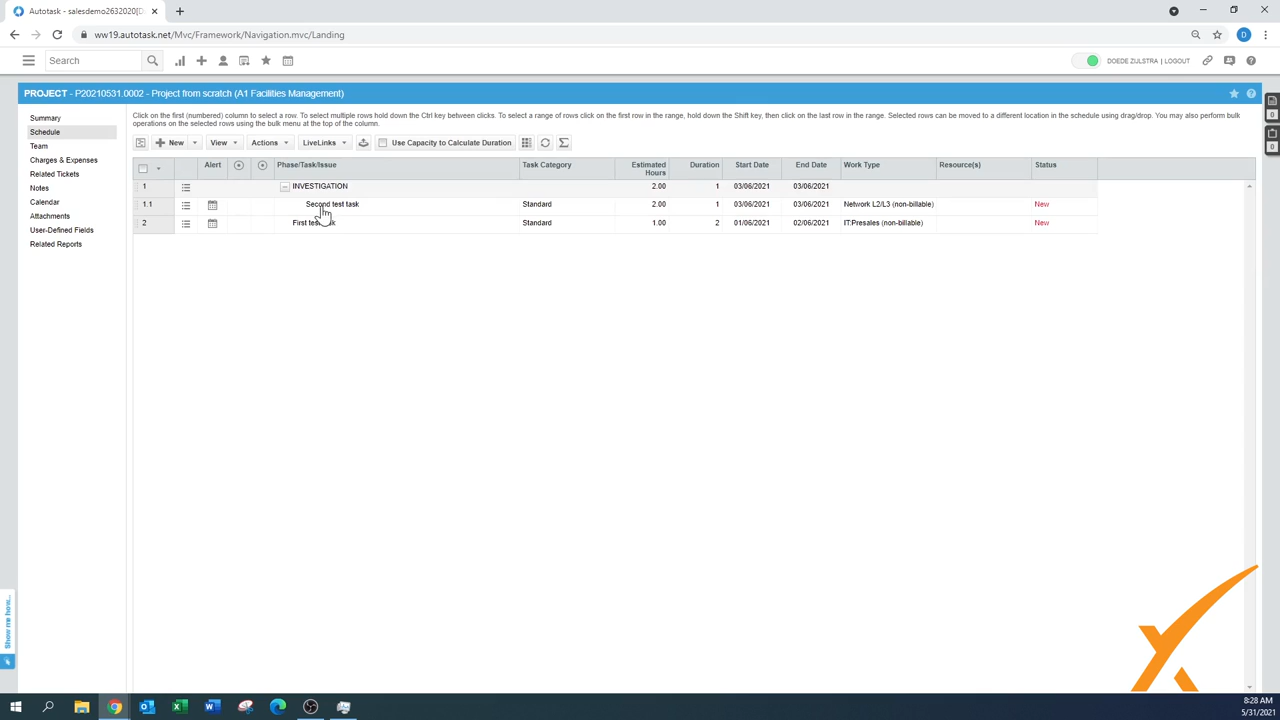 Autotask - salesdemo2632020[D
ww19.autotask.net/Mvc/Framework/Navigation.mvc/Landing
D
Search
DOEDE ZIJLSTRA | LOGOUT
PROJECT - P20210531.0002 - Project from scratch (A1 Facilities Management)
Summary
Schedule
Team
Charges & Expenses
Related Tickets
Notes
Calendar
Attachments
User-Defined Fields
Related Reports
Click on the first (numbered) column to select a row. To select multiple rows hold down the Ctrl key between clicks. To select a range of rows click on the first row in the range, hold down the Shift key, then click on the last row in the range. Selected rows can be moved to a different location in the schedule using drag/drop. You may also perform bulk
operations on the selected rows using the bulk menu at the top of the column.
New View Actions LiveLinks Use Capacity to Calculate Duration
Alert Phase/Task/Issue Task Category Estimated Hours Duration Start Date End Date Work Type Resource(s) Status
1 INVESTIGATION 2.00 1 03/06/2021 03/06/2021
1.1 Second test task Standard 2.00 1 03/06/2021 03/06/2021 Network L2/L3 (non-billable) New
2 First test Standard 1.00 2 01/06/2021 02/06/2021 IT:Presales (non-billable) New
0
0
Show me how...
8:28 AM
5/31/2021